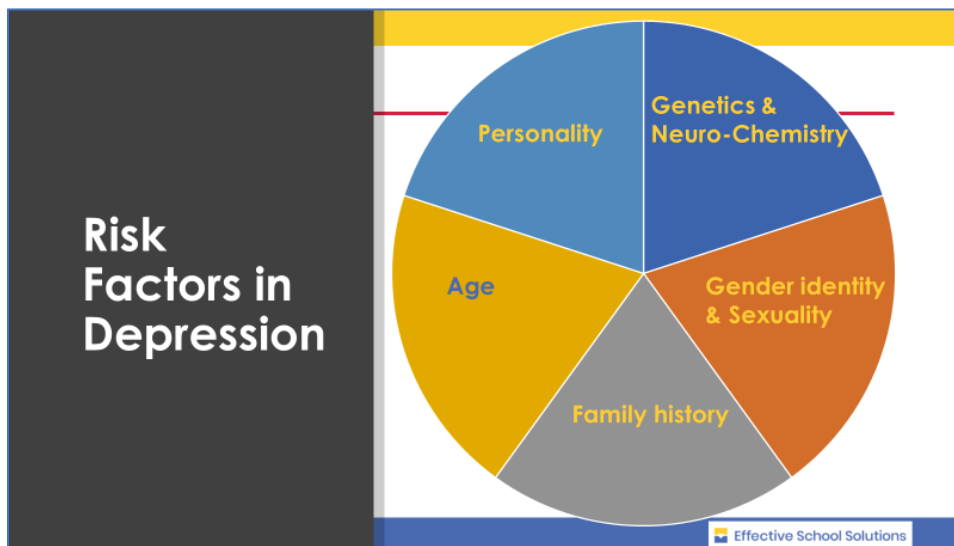 Risk
Factors in
Depression
Personality
Genetics &
Neuro-Chemistry
Age
Gender identity
& Sexuality
Family history
Effective School Solutions